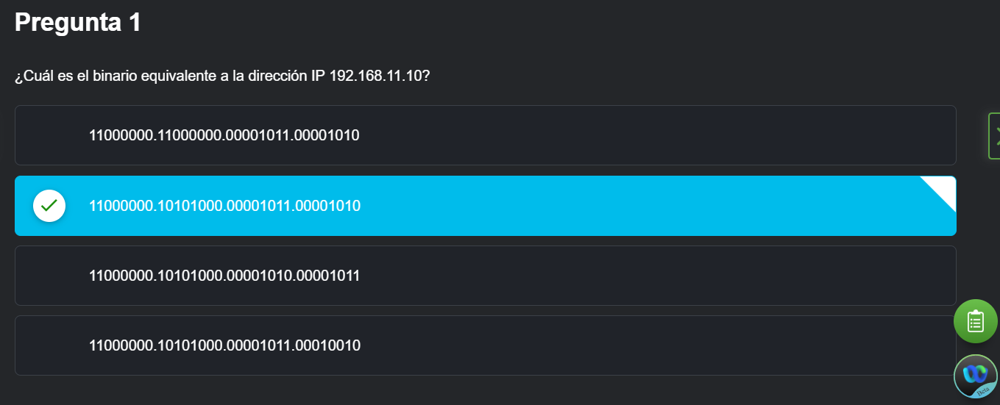 Pregunta 1
¿Cuál es el binario equivalente a la dirección IP 192.168.11.10?
11000000.11000000.00001011.00001010
11000000.10101000.00001011.00001010
11000000.10101000.00001010.00001011
11000000.10101000.00001011.00010010
Beta